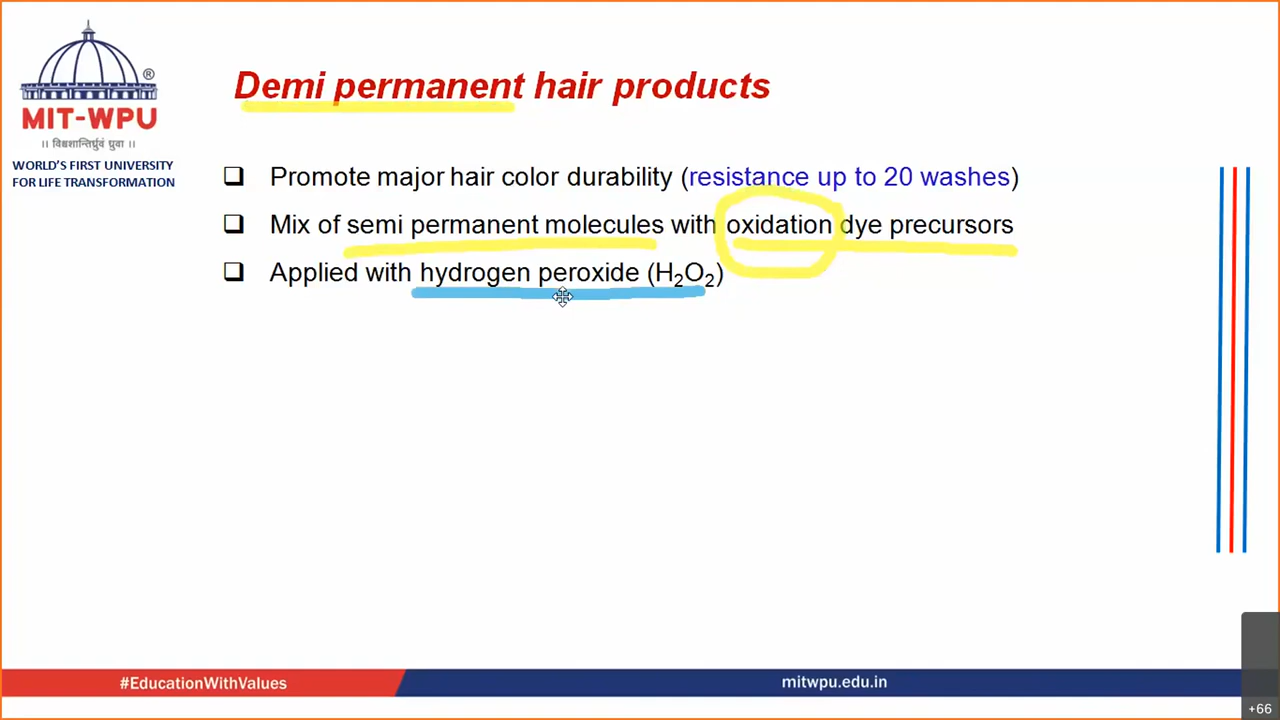 ®
MIT-WPU
|| विश्वशान्तिर्ध्रुवं ध्रुवा ||
WORLD'S FIRST UNIVERSITY
FOR LIFE TRANSFORMATION
Demi permanent hair products
❑ Promote major hair color durability (resistance up to 20 washes)
❑ Mix of semi permanent molecules with oxidation dye precursors
❑ Applied with hydrogen peroxide (H₂O₂)
#EducationWithValues
mitwpu.edu.in
+66